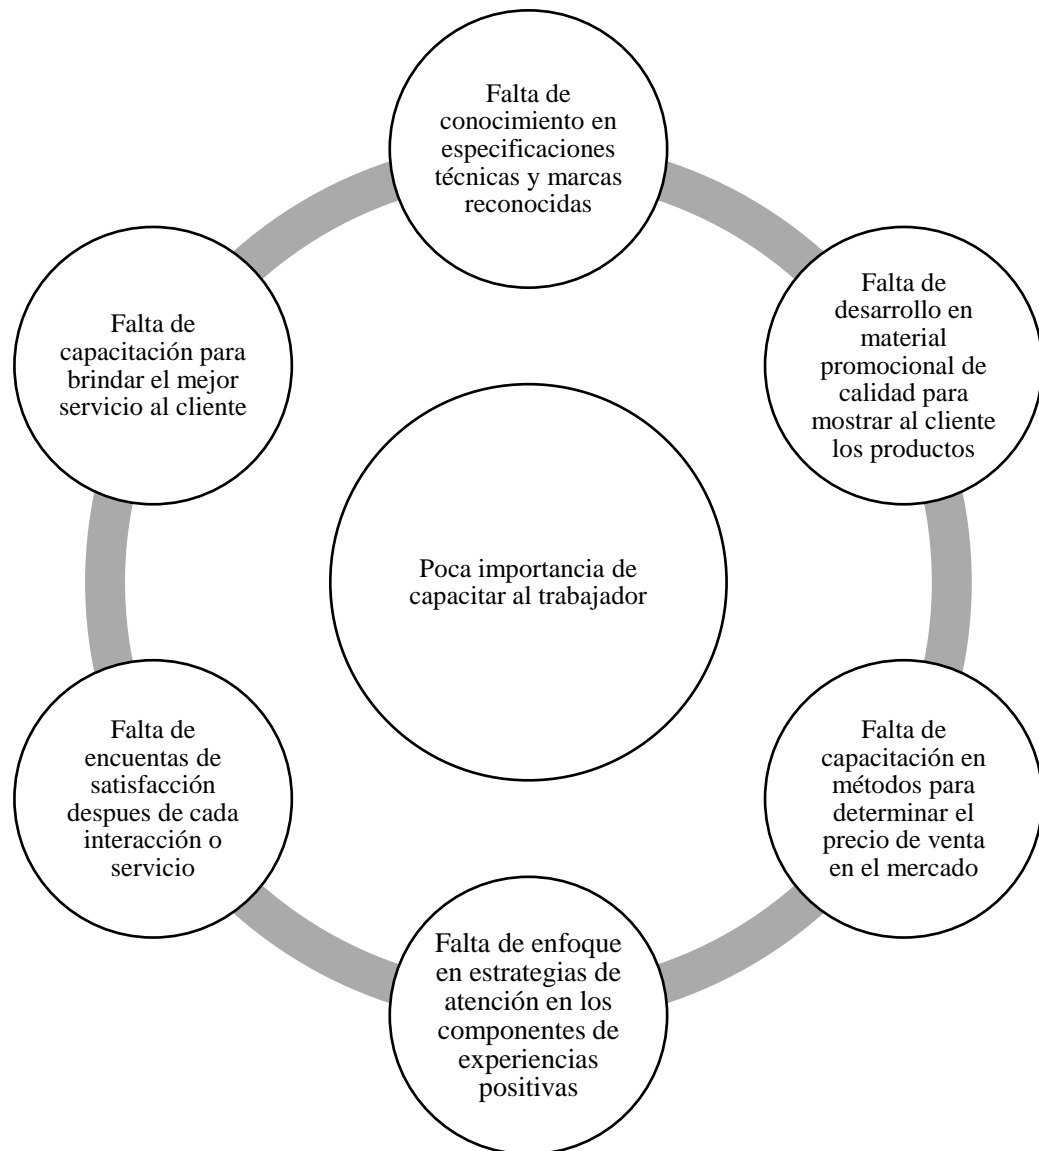 Falta de
conocimiento en
especificaciones
técnicas y marcas
reconocidas
Falta de
desarrollo en
material
promocional de
calidad para
mostrar al cliente
los productos
Falta de
capacitación en
métodos para
determinar el
precio de venta
en el mercado
Falta de enfoque
en estrategias de
atención en los
componentes de
experiencias
positivas
Falta de
encuentas de
satisfacción
despues de cada
interacción o
servicio
Falta de
capacitación para
brindar el mejor
servicio al cliente
Poca importancia de
capacitar al trabajador